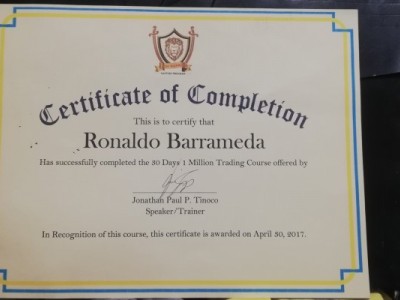 Certificate of Completion
This is to certify that
Ronaldo Barrameda
Has successfully completed the 30 Days 1 Million Trading Course offered by
Jonathan Paul P. Tinoco
Speaker/Trainer
In Recognition of this course, this certificate is awarded on April 30, 2017.